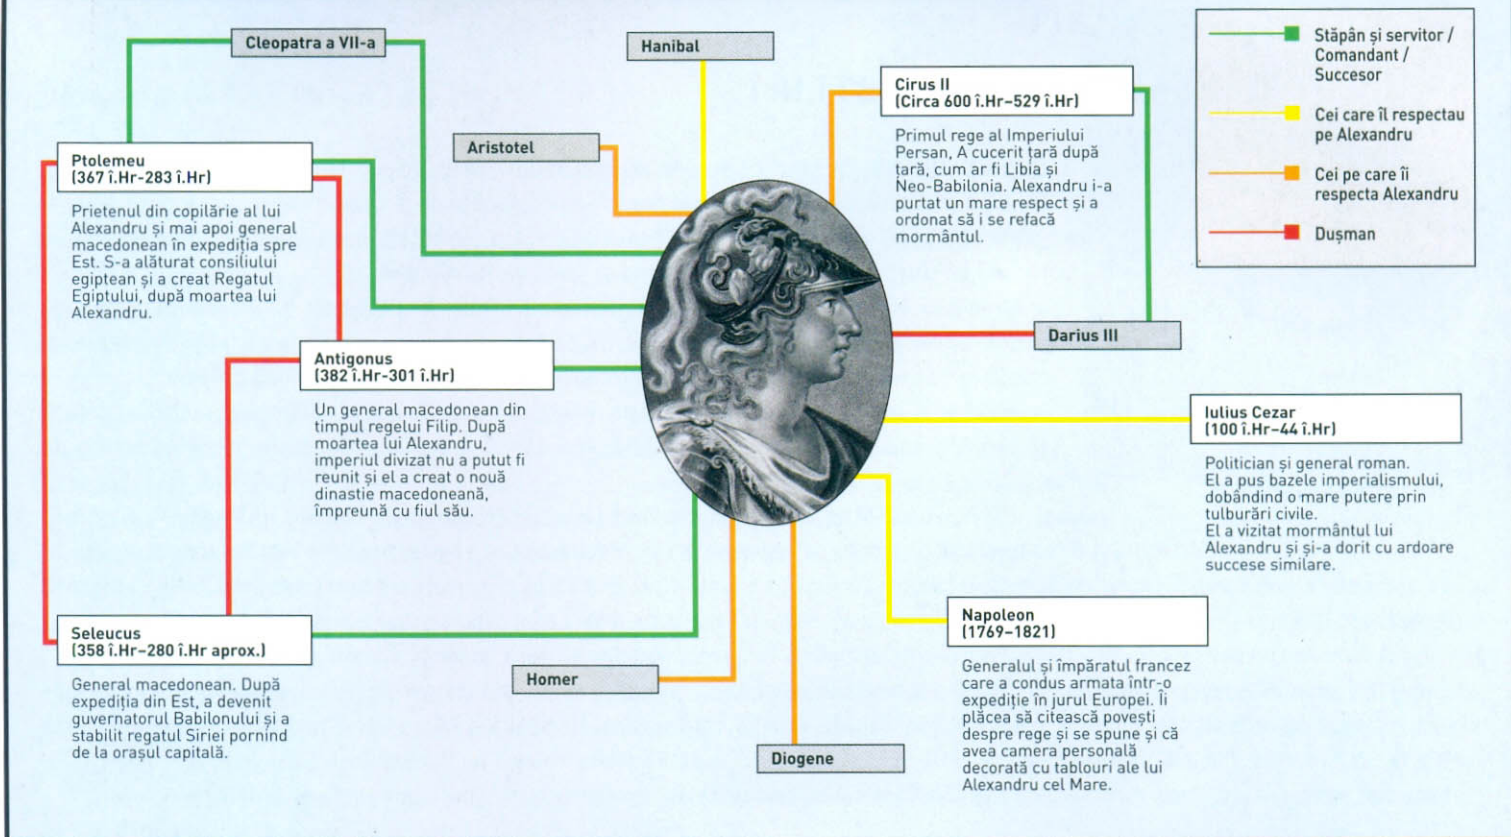 Cleopatra a VII-a
Hanibal
Aristotel
Cirus II
(Circa 600 î.Hr–529 î.Hr)
Primul rege al Imperiului
Persan, A cucerit țară după
țară, cum ar fi Libia și
Neo-Babilonia. Alexandru i-a
purtat un mare respect și a
ordonat să i se refacă
mormântul.
Stăpân și servitor /
Comandant /
Succesor
Cei care îl respectau
pe Alexandru
Cei pe care îi
respecta Alexandru
Dușman
Ptolemeu
(367 î.Hr-283 î.Hr)
Prietenul din copilărie al lui
Alexandru și mai apoi general
macedonean în expediția spre
Est. S-a alăturat consiliului
egiptean și a creat Regatul
Egiptului, după moartea lui
Alexandru.
Darius III
Antigonus
(382 î.Hr-301 î.Hr)
Un general macedonean din
timpul regelui Filip. După
moartea lui Alexandru,
imperiul divizat nu a putut fi
reunit și el a creat o nouă
dinastie macedoneană,
împreună cu fiul său.
Iulius Cezar
(100 î.Hr–44 î.Hr)
Politician și general roman.
El a pus bazele imperialismului,
dobândind o mare putere prin
tulburări civile.
El a vizitat mormântul lui
Alexandru și și-a dorit cu ardoare
succese similare.
Seleucus
(358 î.Hr–280 î.Hr aprox.)
General macedonean. După
expediția din Est, a devenit
guvernatorul Babilonului și a
stabilit regatul Siriei pornind
de la orașul capitală.
Homer
Diogene
Napoleon
(1769–1821)
Generalul și împăratul francez
care a condus armata într-o
expediție în jurul Europei. Îi
plăcea să citească povești
despre rege și se spune și că
avea camera personală
decorată cu tablouri ale lui
Alexandru cel Mare.